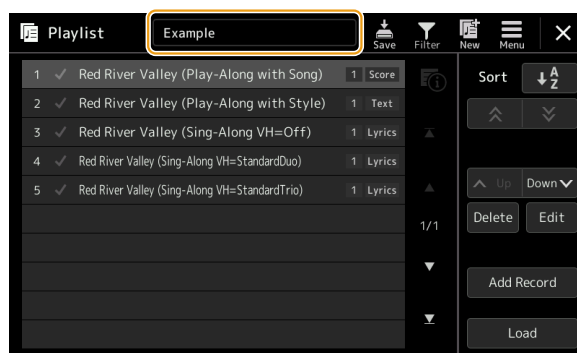 Playlist Example Save Filter New Menu
1 Red River Valley (Play-Along with Song) 1 Score
2 Red River Valley (Play-Along with Style) 1 Text
3 Red River Valley (Sing-Along VH=Off) 1 Lyrics
4 Red River Valley (Sing-Along VH=StandardDuo) 1 Lyrics
5 Red River Valley (Sing-Along VH=StandardTrio) 1 Lyrics
1/1
Sort A Z
Up Down
Delete Edit
Add Record
Load